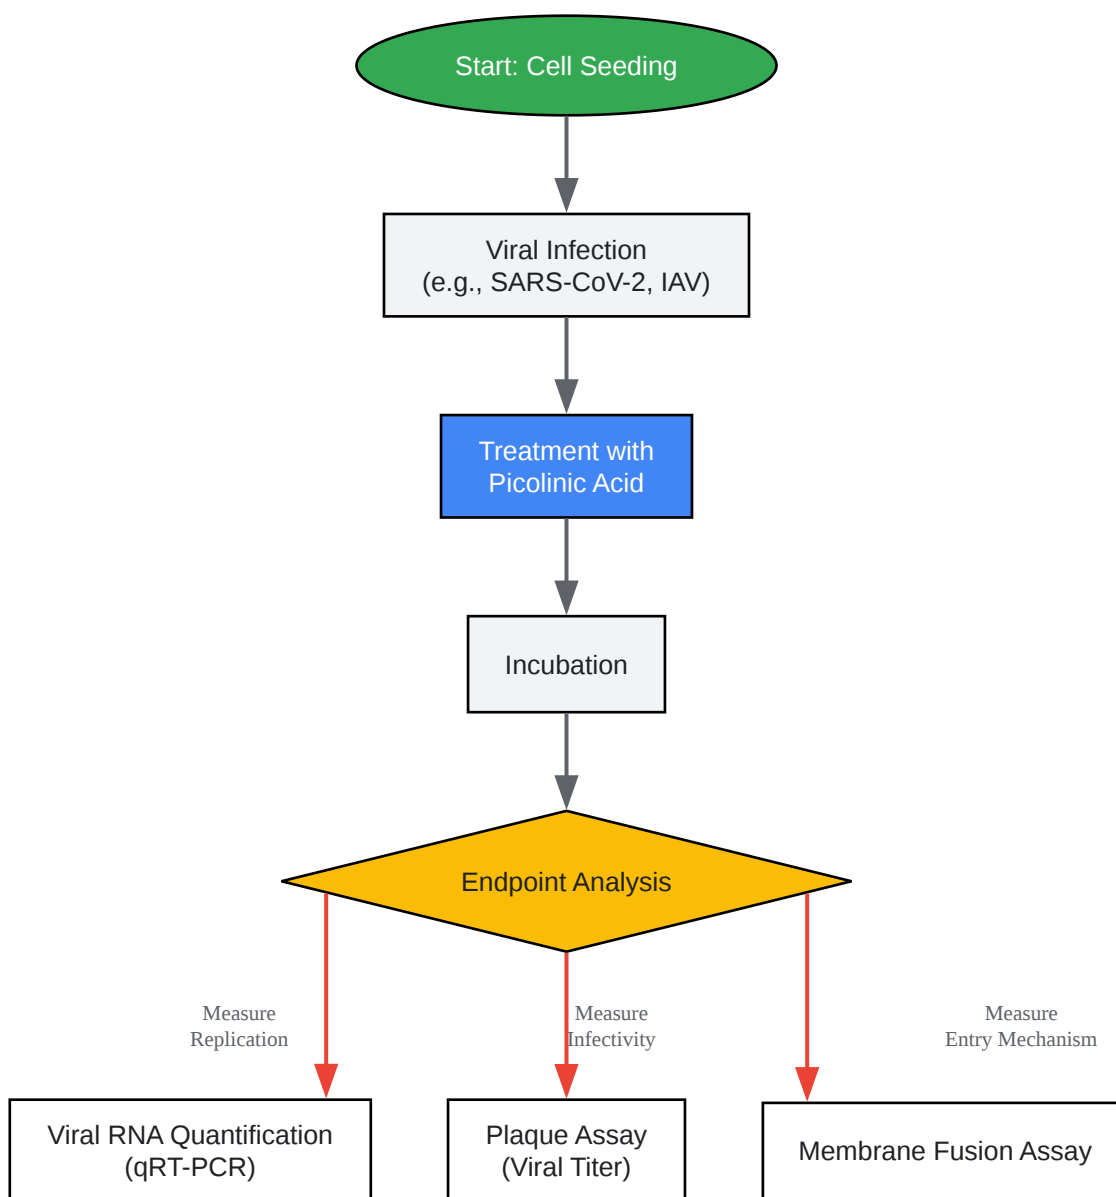 Start: Cell Seeding
Viral Infection
(e.g., SARS-CoV-2, IAV)
Treatment with
Picolinic Acid
Incubation
Endpoint Analysis
Measure
Replication
Measure
Infectivity
Measure
Entry Mechanism
Viral RNA Quantification
(qRT-PCR)
Plaque Assay
(Viral Titer)
Membrane Fusion Assay